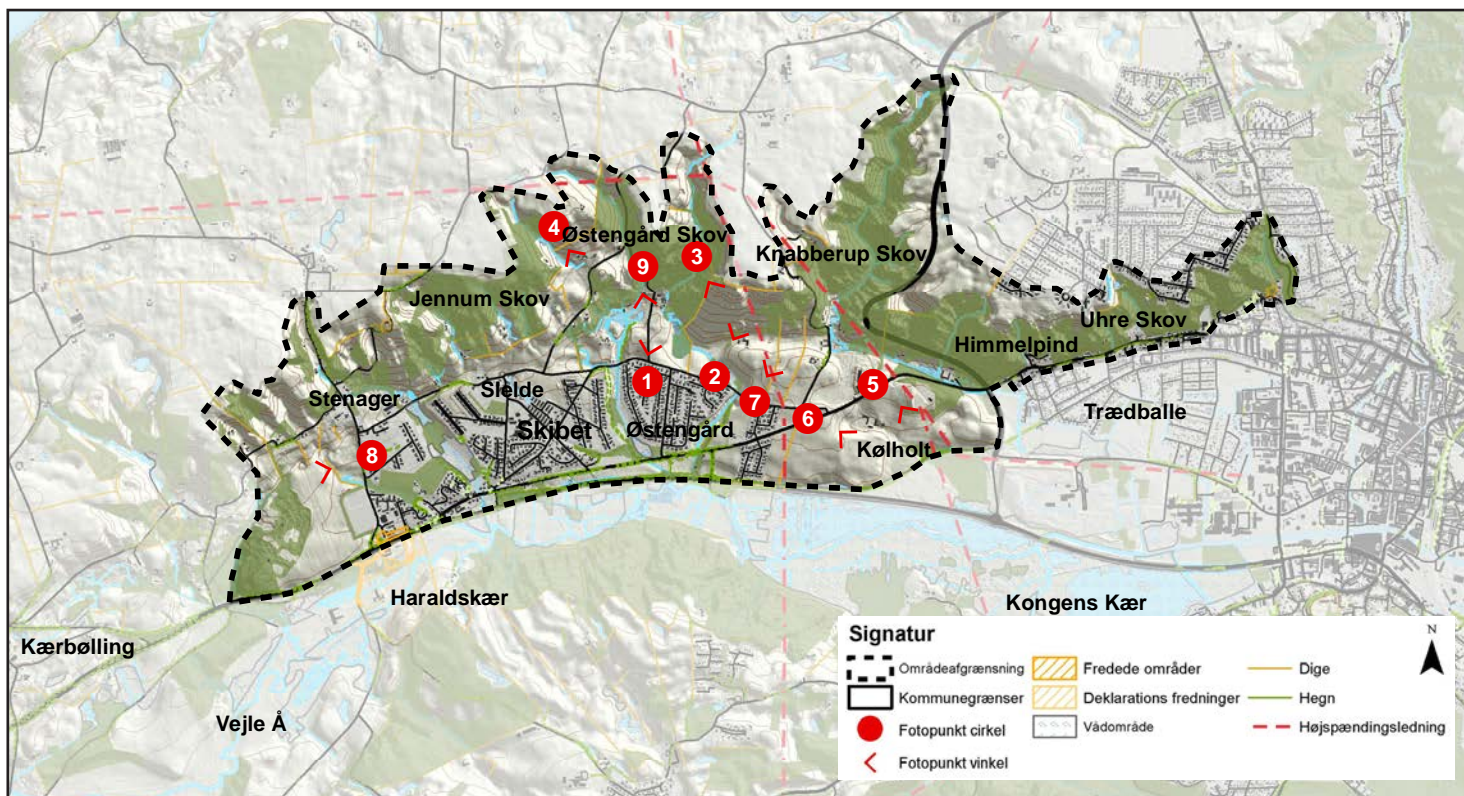 4
Østengård Skov
3
9
Knabberup Skov
Jennum Skov
Uhre Skov
Himmelpind
Stenager
Slelde
1
2
5
7
6
Trædballe
Skibet
Østengård
Kølholt
8
Haraldskær
Kongens Kær
Kærbølling
Vejle Å
Signatur
N
Områdeafgrænsning
Fredede områder
Dige
Kommunegrænser
Deklarations fredninger
Hegn
Fotopunkt cirkel
Vådområde
Højspændingsledning
Fotopunkt vinkel